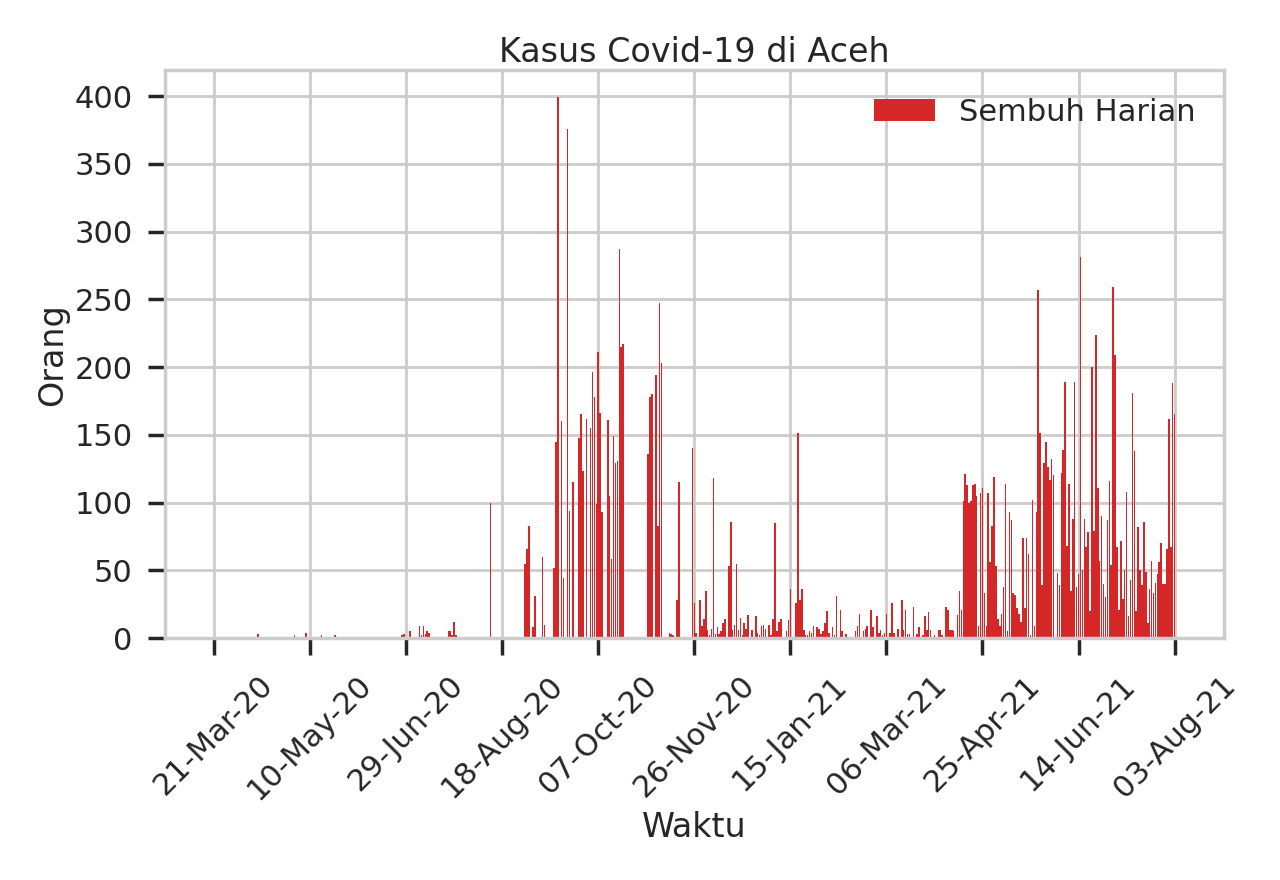 Kasus Covid-19 di Aceh
Sembuh Harian
Orang
400
350
300
250
200
150
100
50
0
21-Mar-20
10-May-20
29-Jun-20
18-Aug-20
07-Oct-20
26-Nov-20
15-Jan-21
06-Mar-21
25-Apr-21
14-Jun-21
03-Aug-21
Waktu